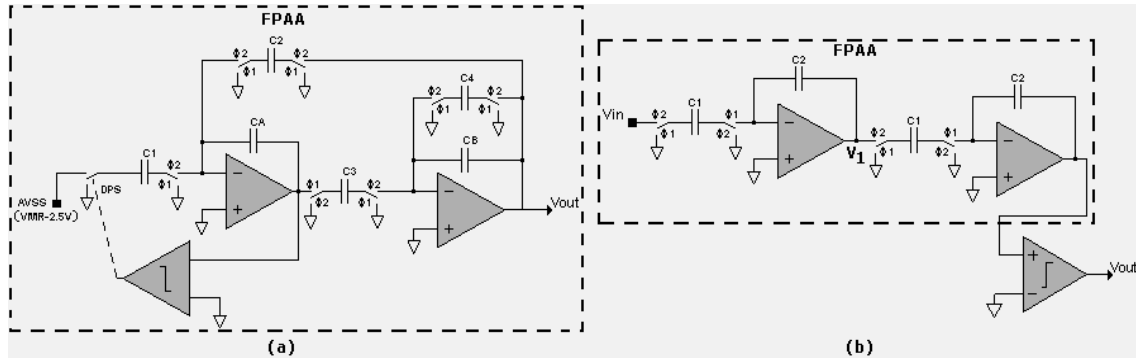 FPAA
C2
Φ2 Φ2
Φ1 Φ1
C4
Φ2 Φ2
Φ1 Φ1
CA
CB
C1
Φ2
Φ1
DPS
AVSS
(VMR-2.5V)
C3
Φ1 Φ2
Φ2 Φ1
Vout
(a)
FPAA
C2
C2
Vin
C1
Φ2 Φ1
Φ1 Φ2
V1
C1
Φ2 Φ1
Φ1 Φ2
Vout
(b)